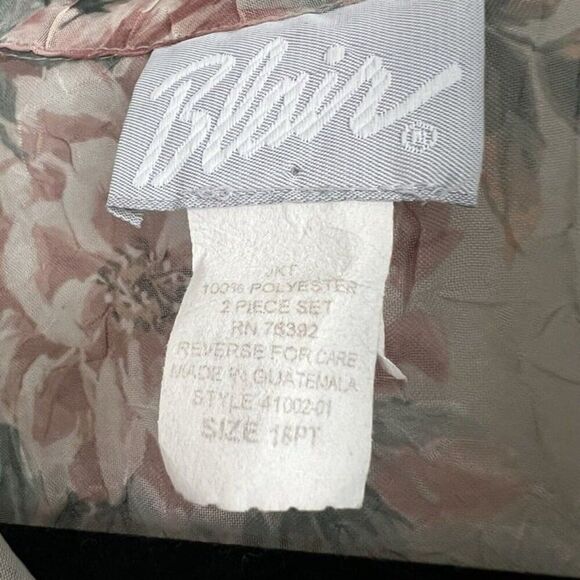 Blair
JKT
100% POLYESTER
2 PIECE SET
RN 76392
REVERSE FOR CARE
MADE IN GUATEMALA
STYLE 41002-01
SIZE 18PT